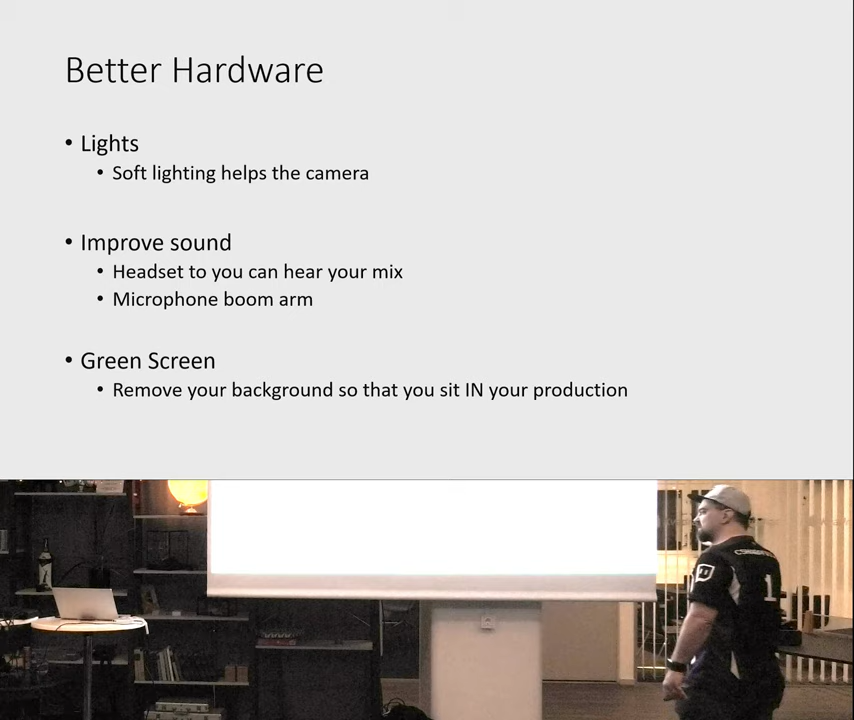 Better Hardware
• Lights
• Soft lighting helps the camera
• Improve sound
• Headset to you can hear your mix
• Microphone boom arm
• Green Screen
• Remove your background so that you sit IN your production
1